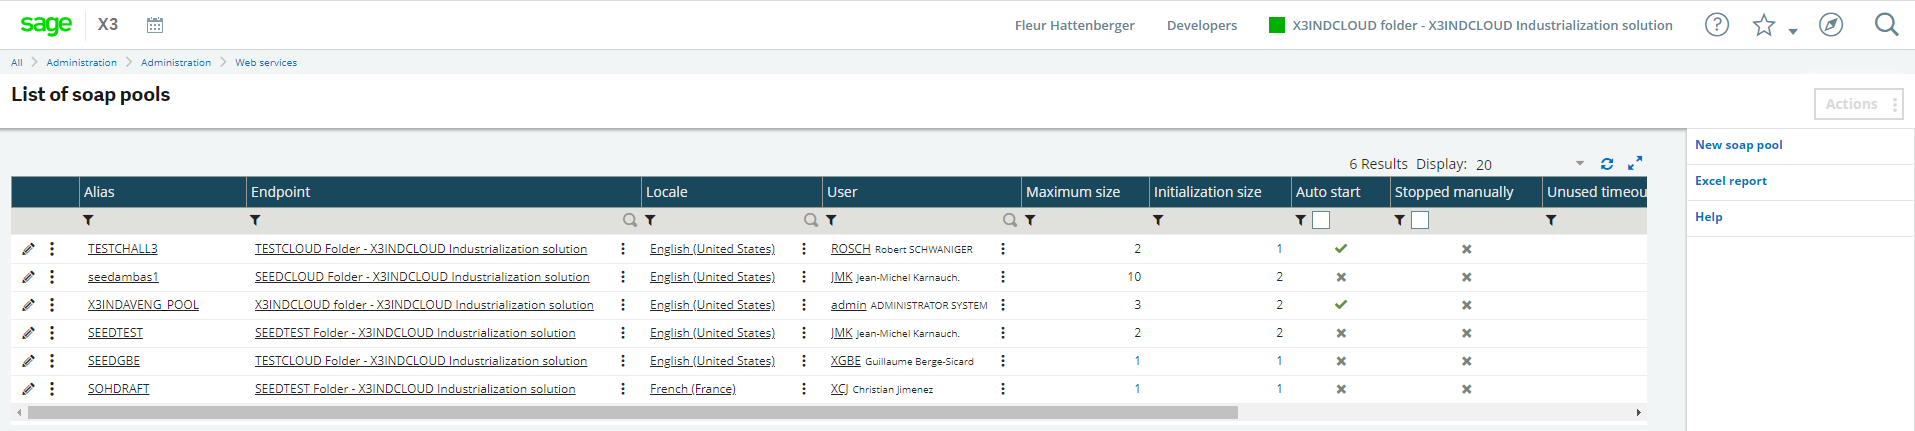 sage X3 Fleur Hattenberger Developers X3INDCLOUD folder - X3INDCLOUD Industrialization solution ?
All Administration Administration Web services
List of soap pools
Actions
New soap pool
Excel report
Help
6 Results Display: 20
Alias Endpoint Locale User Maximum size Initialization size Auto start Stopped manually Unused timeou
TESTCHALL3 TESTCLOUD Folder - X3INDCLOUD Industrialization solution English (United States) ROSCH Robert SCHWANIGER 2 1
seedambas1 SEEDCLOUD Folder - X3INDCLOUD Industrialization solution English (United States) JMK Jean-Michel Karnauch. 10 2
X3INDAVENG_POOL X3INDCLOUD folder - X3INDCLOUD Industrialization solution English (United States) admin ADMINISTRATOR SYSTEM 3 2
SEEDTEST SEEDTEST Folder - X3INDCLOUD Industrialization solution English (United States) JMK Jean-Michel Karnauch. 2 2
SEEDGBE TESTCLOUD Folder - X3INDCLOUD Industrialization solution English (United States) XGBE Guillaume Berge-Sicard 1 1
SOHDRAFT SEEDTEST Folder - X3INDCLOUD Industrialization solution French (France) XCJ Christian Jimenez 1 1